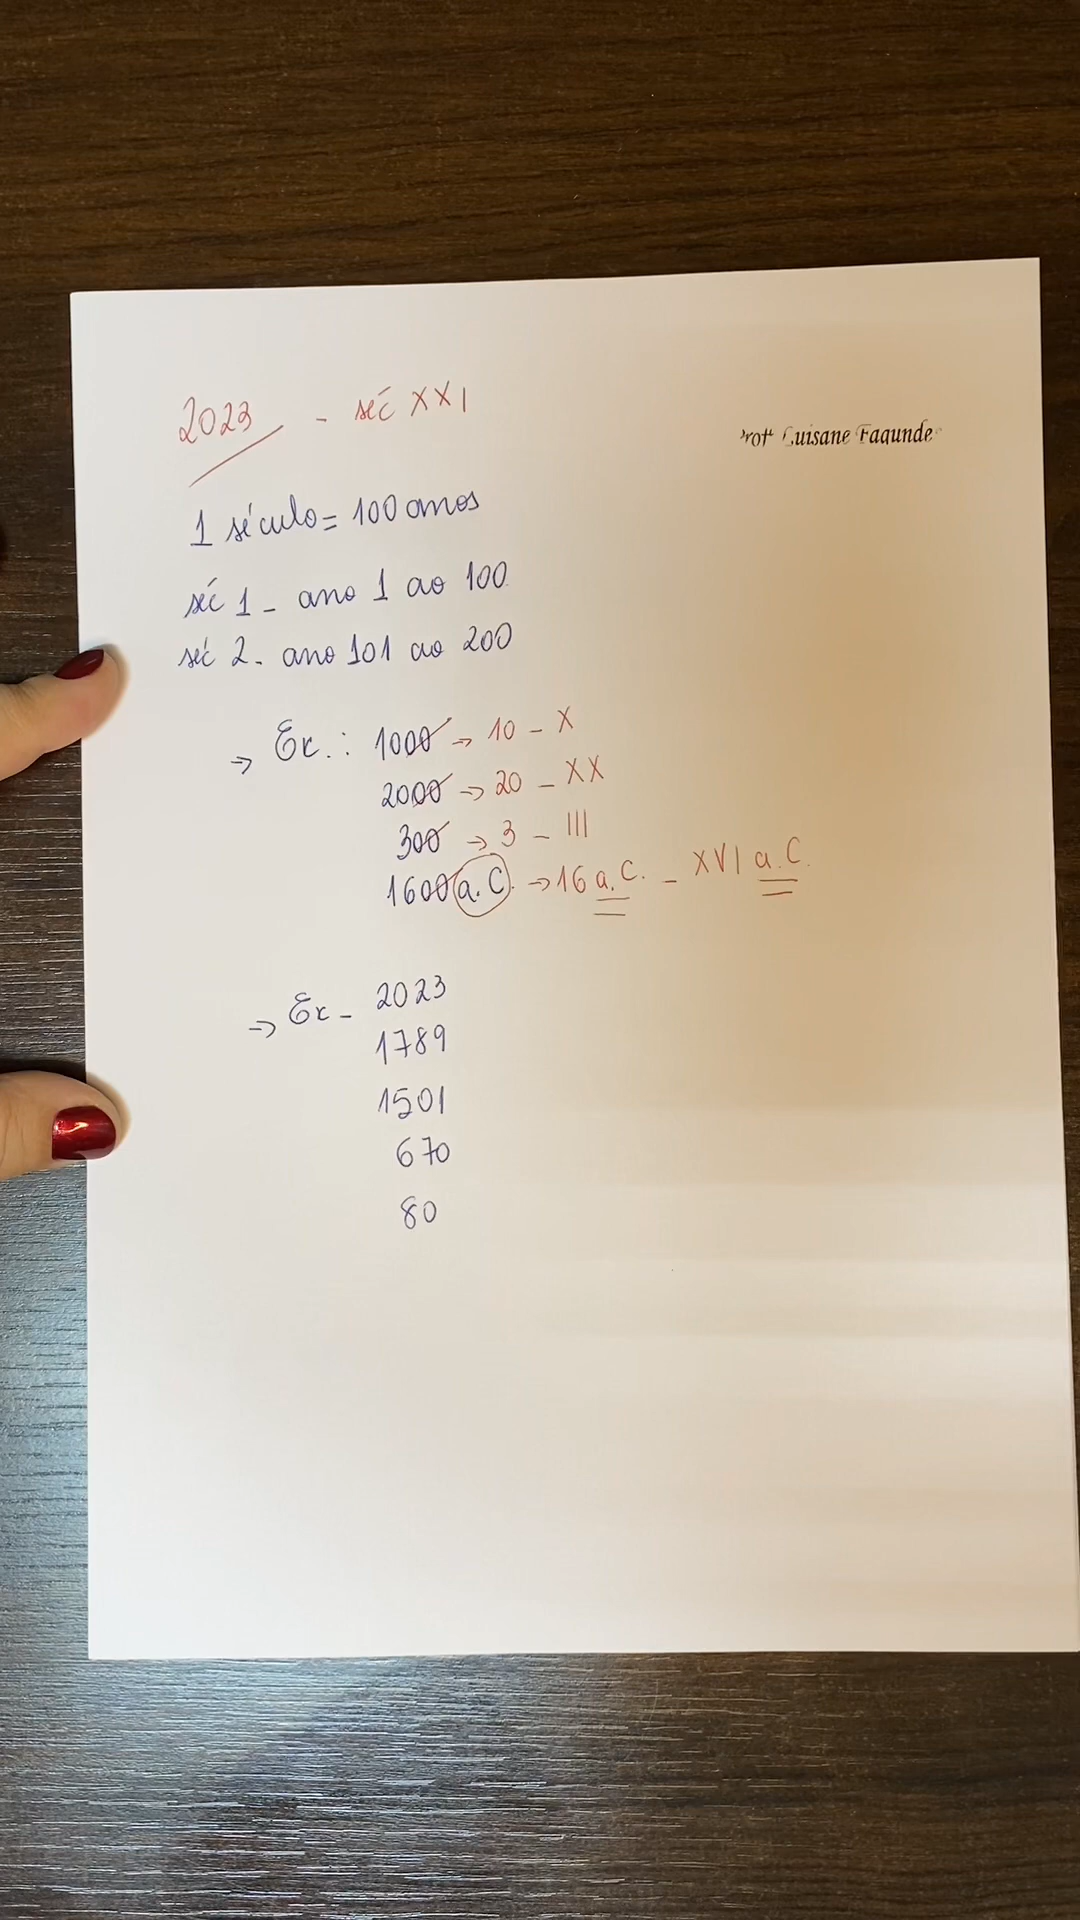 2023 - séc XXI
Luisane Fagunde
1 século = 100 anos
séc 1 - ano 1 ao 100
séc 2 - ano 101 ao 200
→ Ex.: 1000 → 10 - X
2000 → 20 - XX
300 → 3 - III
1600 a.C. → 16 a.C. - XVI a.C.
→ Ex - 2023
1789
1501
670
80